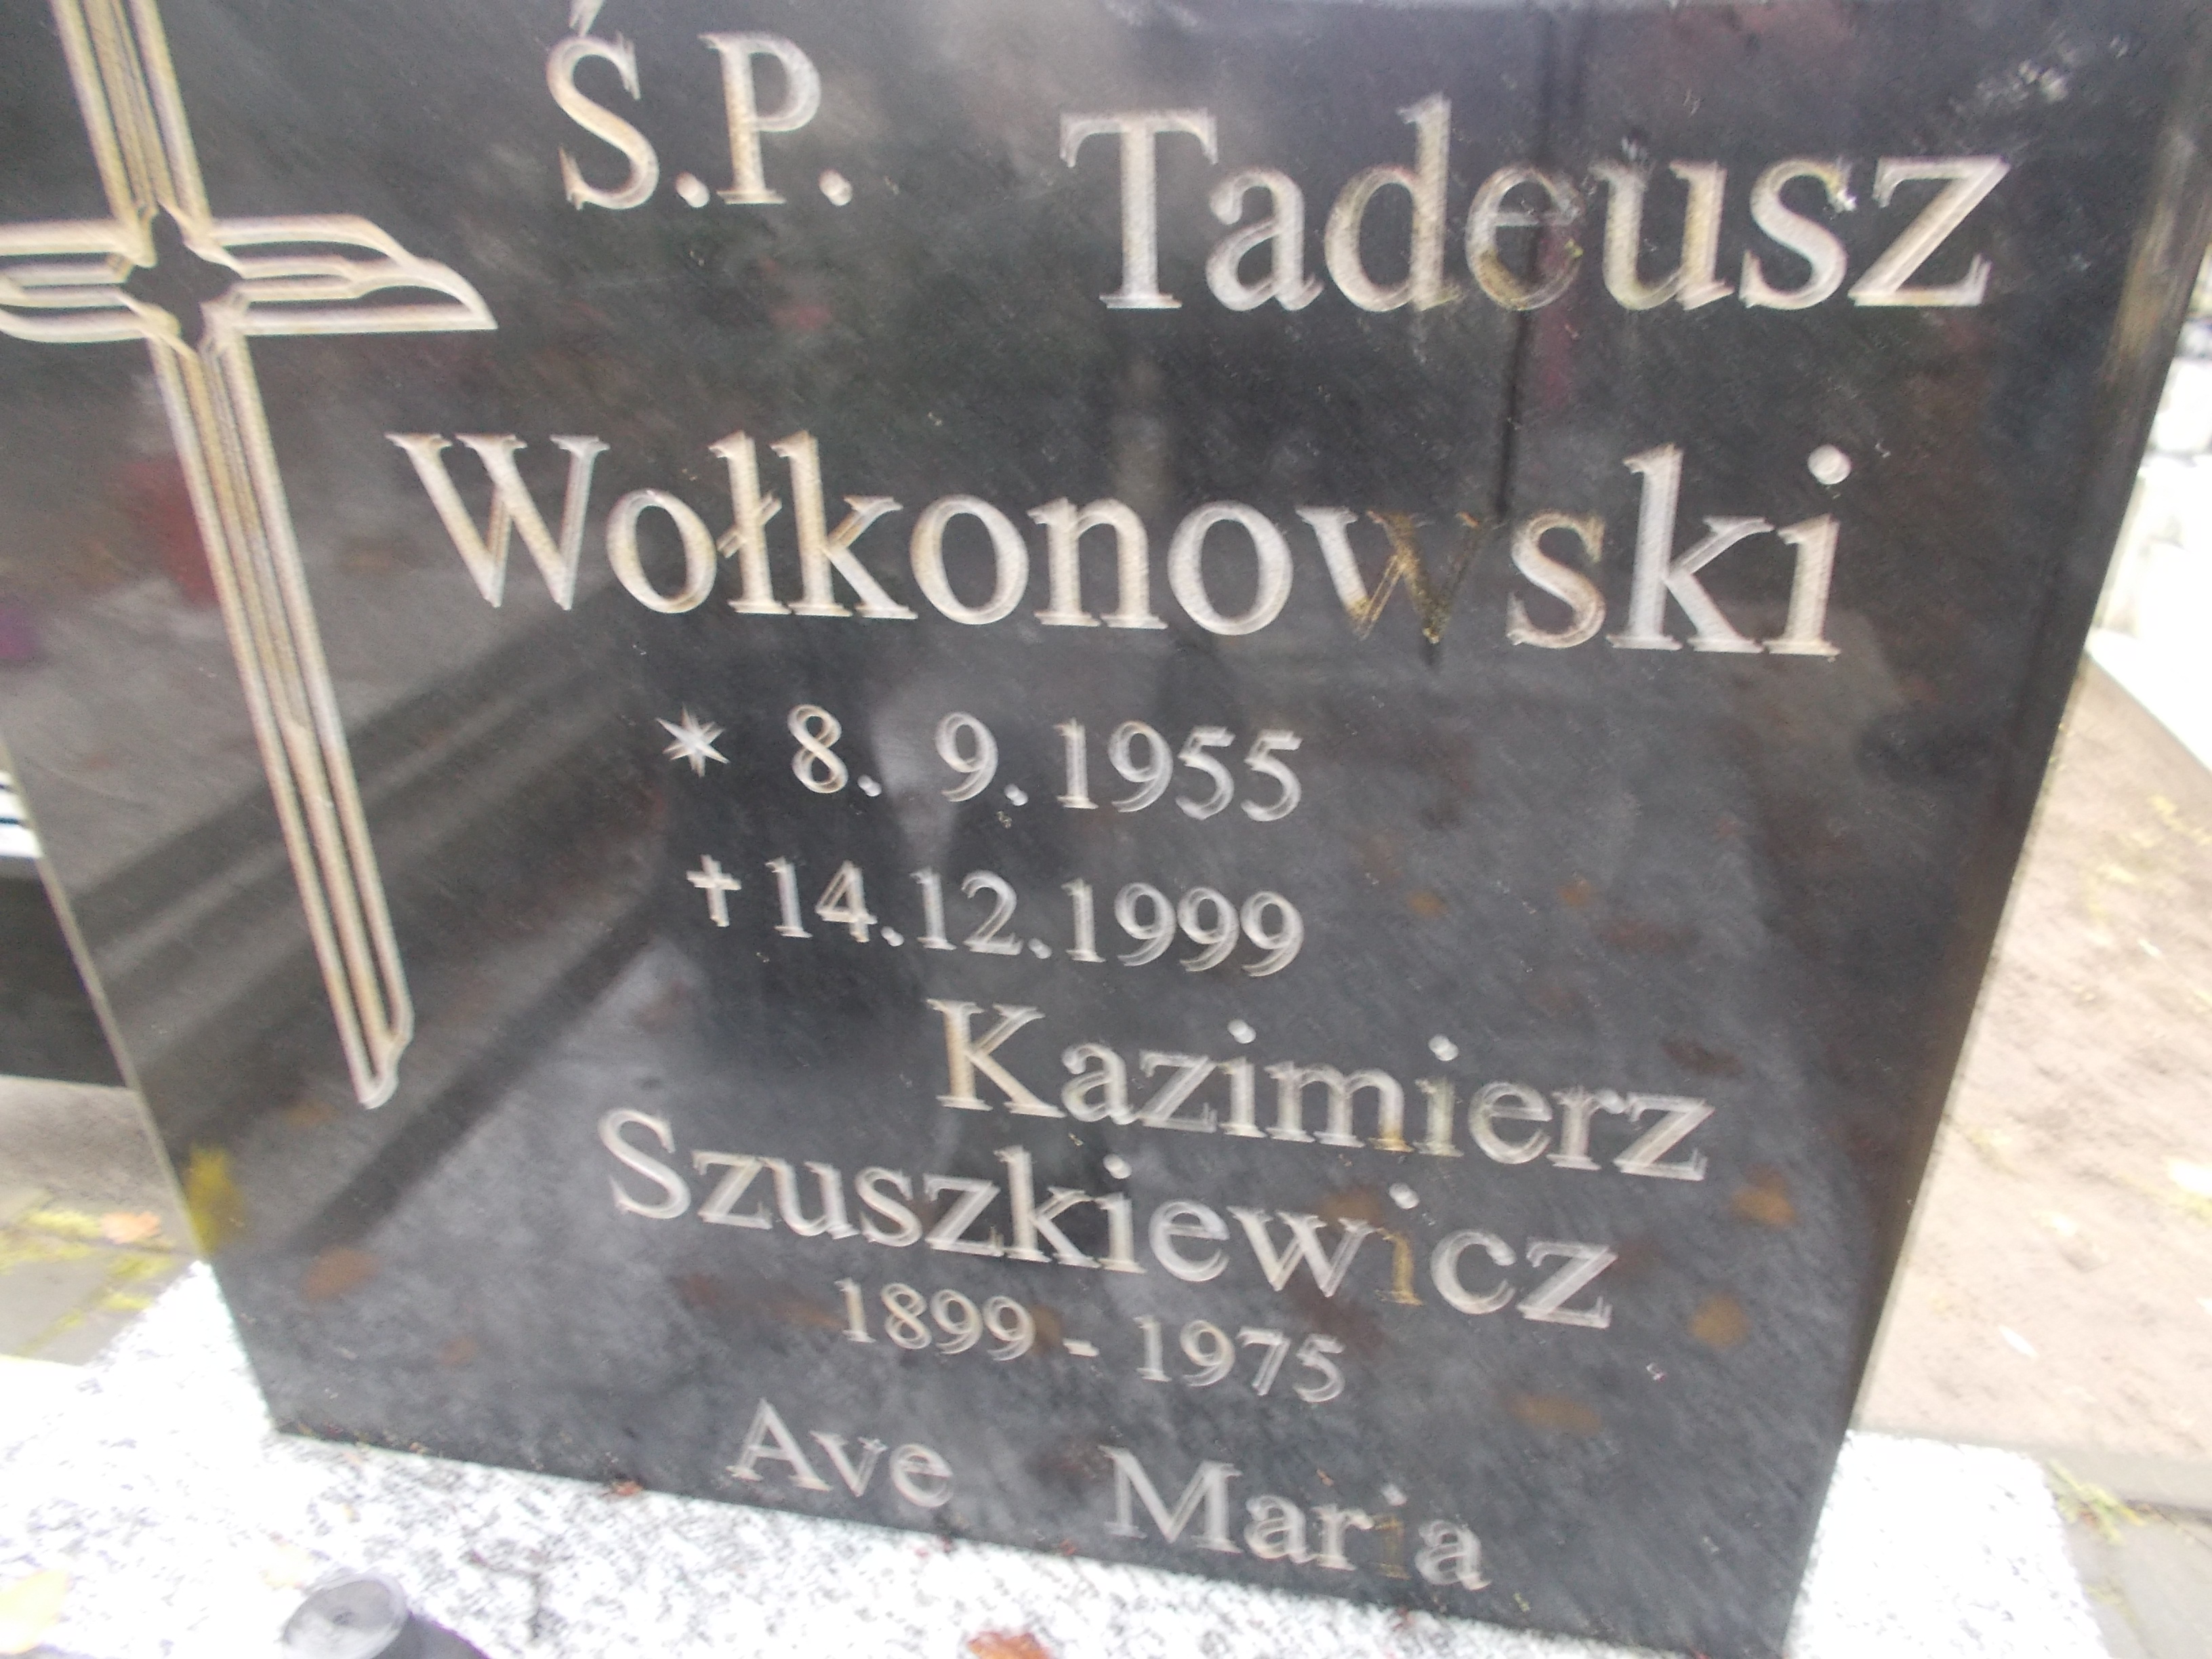 Ś.P. Tadeusz
Wołkonowski
* 8. 9.1955
†14.12.1999
Kazimierz
Szuszkiewicz
1899 - 1975
Ave Maria